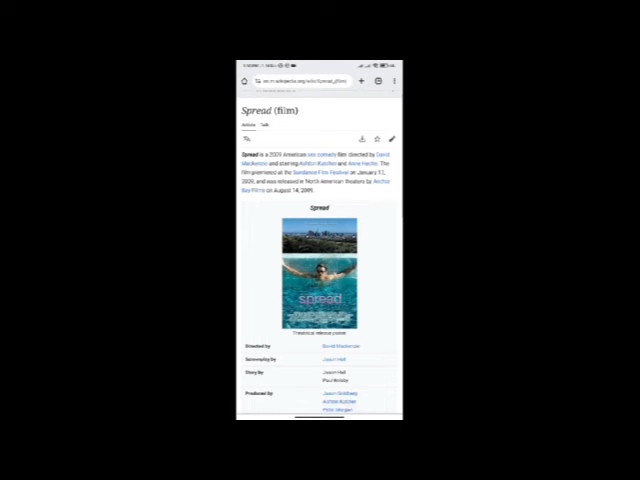 en.m.wikipedia.org/wiki/Spread_(film)
Spread (film)
Article Talk
Spread is a 2009 American sex comedy film directed by David
Mackenzie and starring Ashton Kutcher and Anne Heche. The
film premiered at the Sundance Film Festival on January 17,
2009, and was released in North American theaters by Anchor
Bay Films on August 14, 2009.
Spread
spread
Theatrical release poster
Directed by David Mackenzie
Screenplay by Jason Hall
Story by Jason Hall
Paul Kolsby
Produced by Jason Goldberg
Ashton Kutcher
Peter Morgan